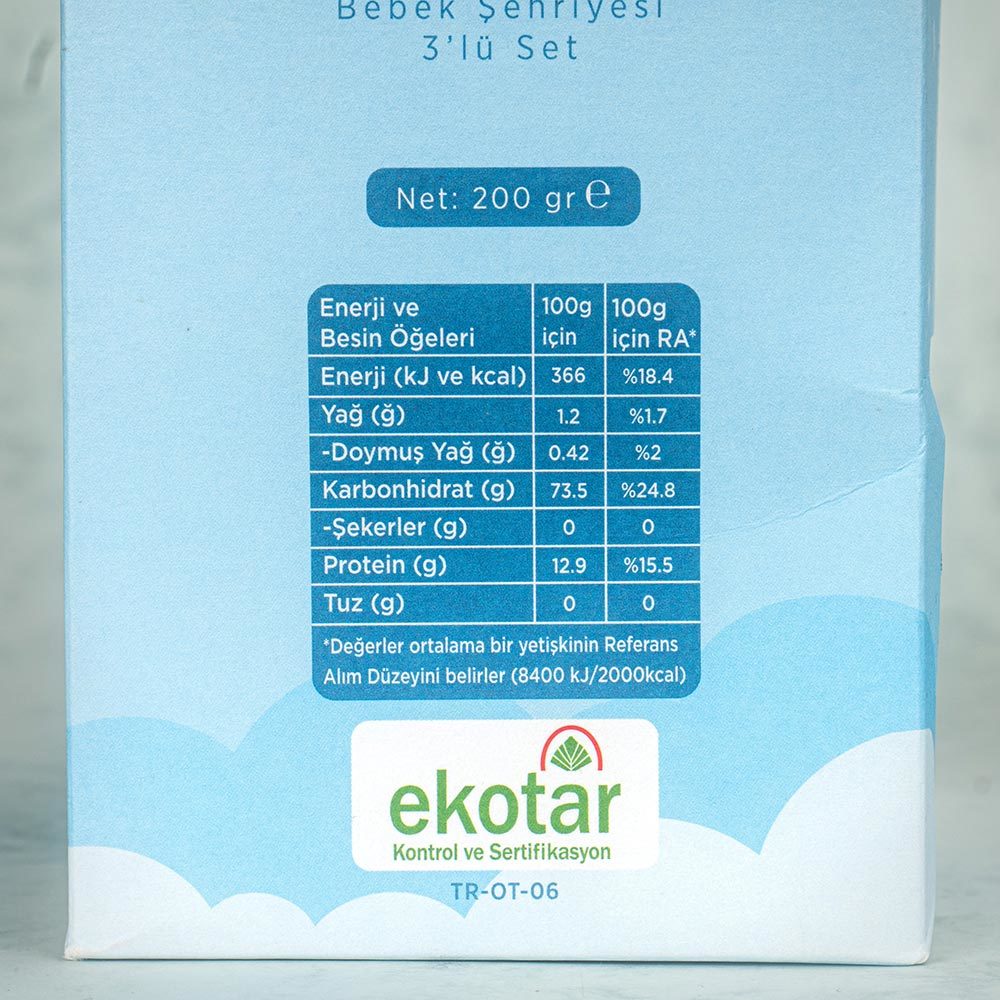 Bebek Şehriyesi
3'lü Set
Net: 200 gr ℮
Enerji ve Besin Öğeleri 100g için 100g için RA*
Enerji (kJ ve kcal) 366 %18.4
Yağ (ğ) 1.2 %1.7
-Doymuş Yağ (ğ) 0.42 %2
Karbonhidrat (g) 73.5 %24.8
-Şekerler (g) 0 0
Protein (g) 12.9 %15.5
Tuz (g) 0 0
*Değerler ortalama bir yetişkinin Referans
Alım Düzeyini belirler (8400 kJ/2000kcal)
ekotar
Kontrol ve Sertifikasyon
TR-OT-06